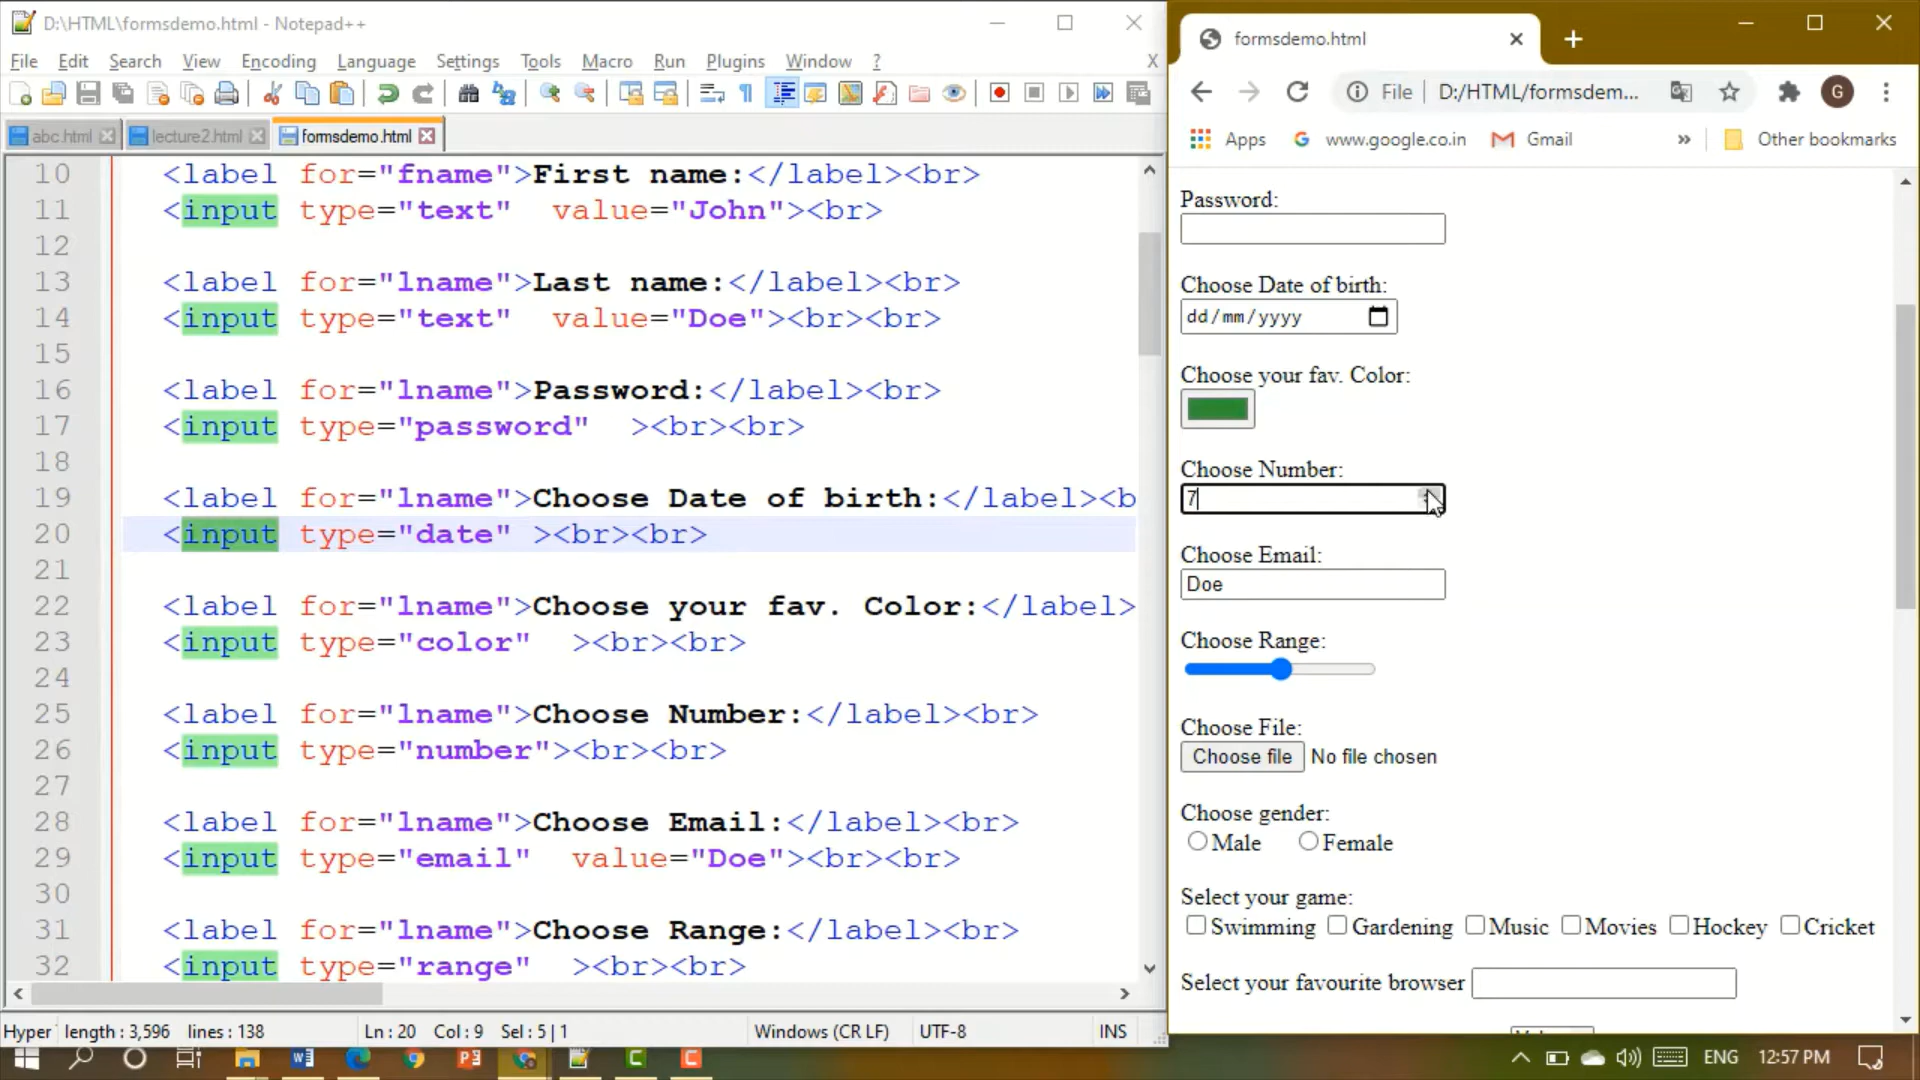 D:\HTML\formsdemo.html - Notepad++
File Edit Search View Encoding Language Settings Tools Macro Run Plugins Window ? X
abc.html lecture2.html formsdemo.html
10 <label for="fname">First name:</label><br>
11 <input type="text" value="John"><br>
12
13 <label for="lname">Last name:</label><br>
14 <input type="text" value="Doe"><br><br>
15
16 <label for="lname">Password:</label><br>
17 <input type="password" ><br><br>
18
19 <label for="lname">Choose Date of birth:</label><b
20 <input type="date" ><br><br>
21
22 <label for="lname">Choose your fav. Color:</label>
23 <input type="color" ><br><br>
24
25 <label for="lname">Choose Number:</label><br>
26 <input type="number"><br><br>
27
28 <label for="lname">Choose Email:</label><br>
29 <input type="email" value="Doe"><br><br>
30
31 <label for="lname">Choose Range:</label><br>
32 <input type="range" ><br><br>
Hyper length : 3,596 lines : 138 Ln : 20 Col : 9 Sel : 5 | 1 Windows (CR LF) UTF-8 INS
formsdemo.html
File D:/HTML/formsdem... G
Apps www.google.co.in Gmail » Other bookmarks
Password:
Choose Date of birth:
dd/mm/yyyy
Choose your fav. Color:
Choose Number:
7
Choose Email:
Doe
Choose Range:
Choose File:
Choose file No file chosen
Choose gender:
Male Female
Select your game:
Swimming Gardening Music Movies Hockey Cricket
Select your favourite browser
ENG 12:57 PM